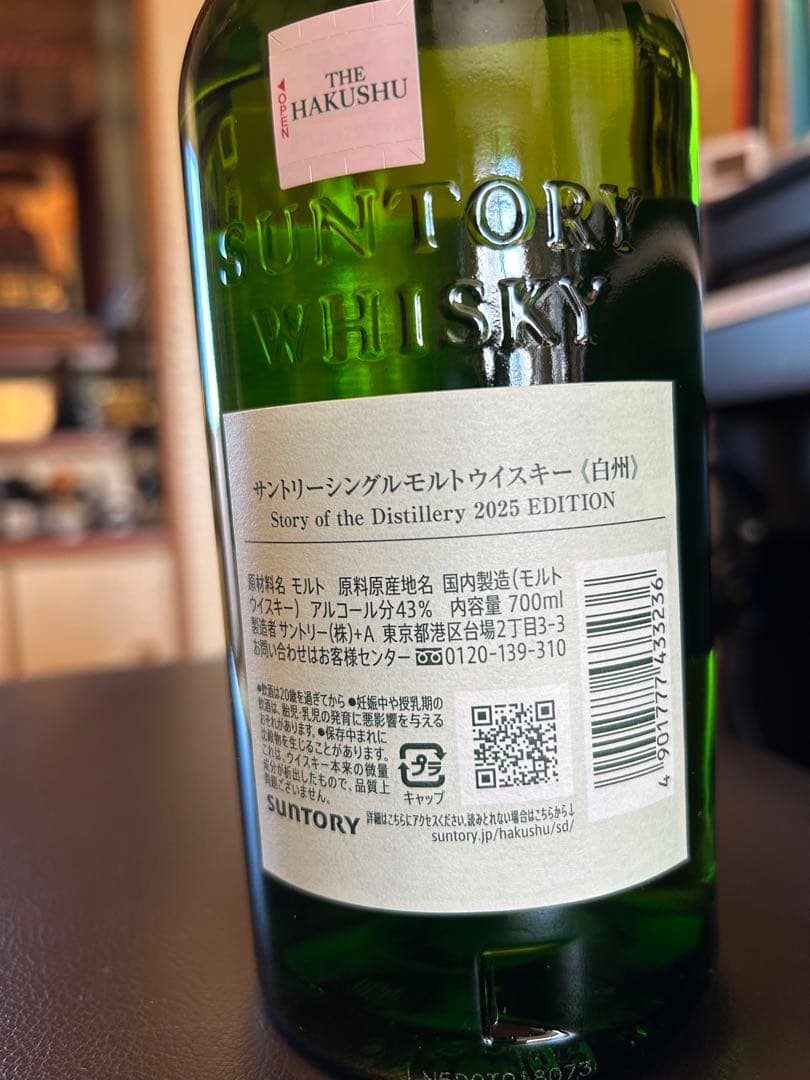 THE
HAKUSHU
OPEN
SUNTORY
WHISKY
サントリーシングルモルトウイスキー《白州》
Story of the Distillery 2025 EDITION
原材料名 モルト 原料原産地名 国内製造(モルト
ウイスキー) アルコール分43% 内容量 700ml
製造者 サントリー(株)+A 東京都港区台場2丁目3-3
お問い合わせはお客様センター 0120-139-310
●飲酒は20歳を過ぎてから ●妊娠中や授乳期の
飲酒は、胎児・乳児の発育に悪影響を与える
おそれがあります。●保存中まれに
は穀物を生じることがあります。
これは、ウイスキー本来の微量
成分が析出したもので、品質上
問題ございません。
プラ
キャップ
4 901777 433236
SUNTORY
詳細はこちらにアクセスください。読みとれない場合はこちらから↓
suntory.jp/hakushu/sd/